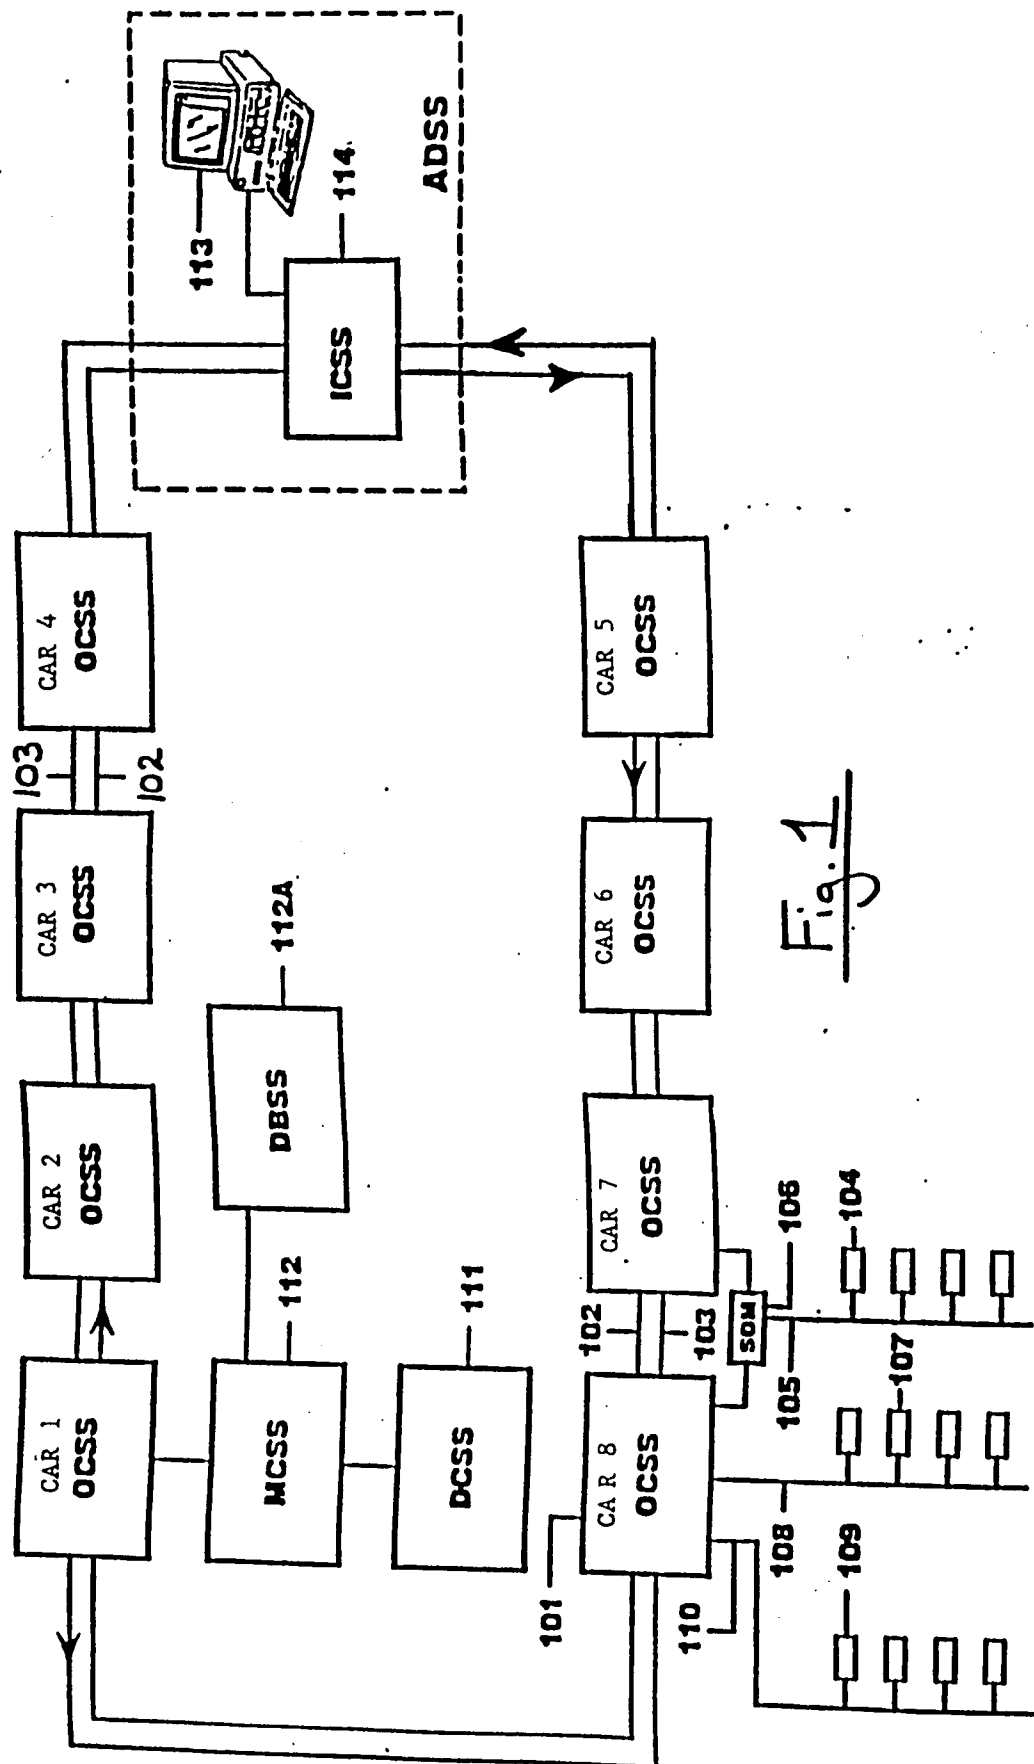 CAR 1
OCSS
CAR 2
OCSS
CAR 3
OCSS
103
102
CAR 4
OCSS
MCSS
112
DBSS
112A
DCSS
111
113
ICSS
114
ADSS
101
CAR 8
OCSS
102
103
CAR 7
OCSS
CAR 6
OCSS
CAR 5
OCSS
SOM
110
108
105
106
109
107
104
Fig. 1